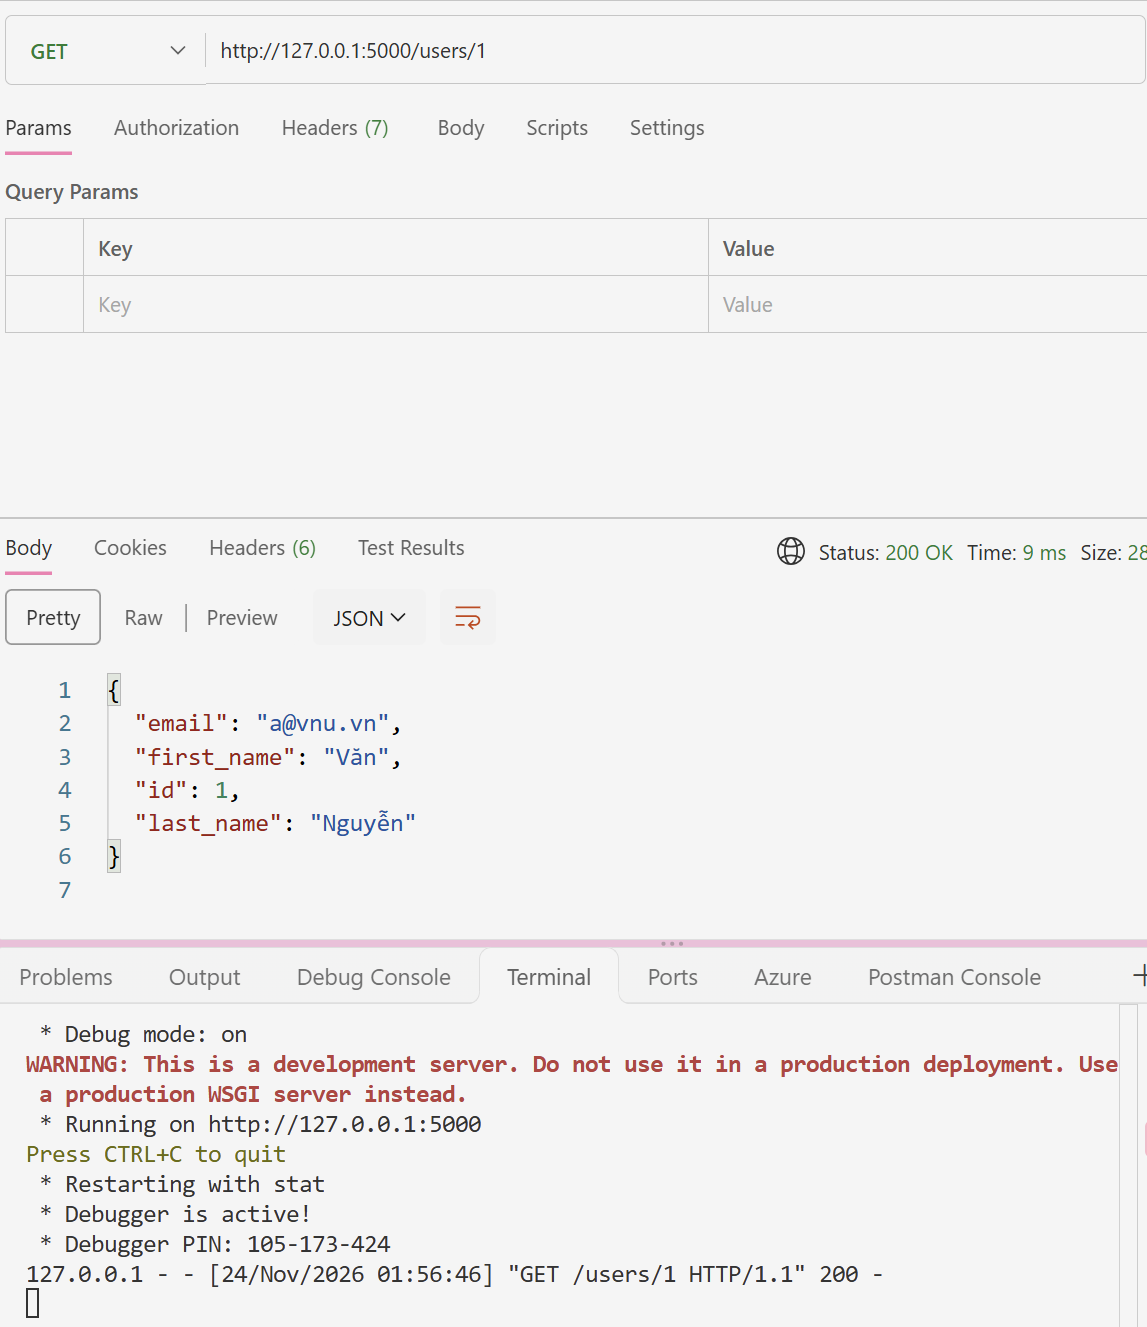 GET http://127.0.0.1:5000/users/1
Params Authorization Headers (7) Body Scripts Settings
Query Params
Key Value
Key Value
Body Cookies Headers (6) Test Results Status: 200 OK Time: 9 ms Size: 28
Pretty Raw Preview JSON
1 {
2 "email": "a@vnu.vn",
3 "first_name": "Văn",
4 "id": 1,
5 "last_name": "Nguyễn"
6 }
7
Problems Output Debug Console Terminal Ports Azure Postman Console
* Debug mode: on
WARNING: This is a development server. Do not use it in a production deployment. Use
a production WSGI server instead.
* Running on http://127.0.0.1:5000
Press CTRL+C to quit
* Restarting with stat
* Debugger is active!
* Debugger PIN: 105-173-424
127.0.0.1 - - [24/Nov/2026 01:56:46] "GET /users/1 HTTP/1.1" 200 -